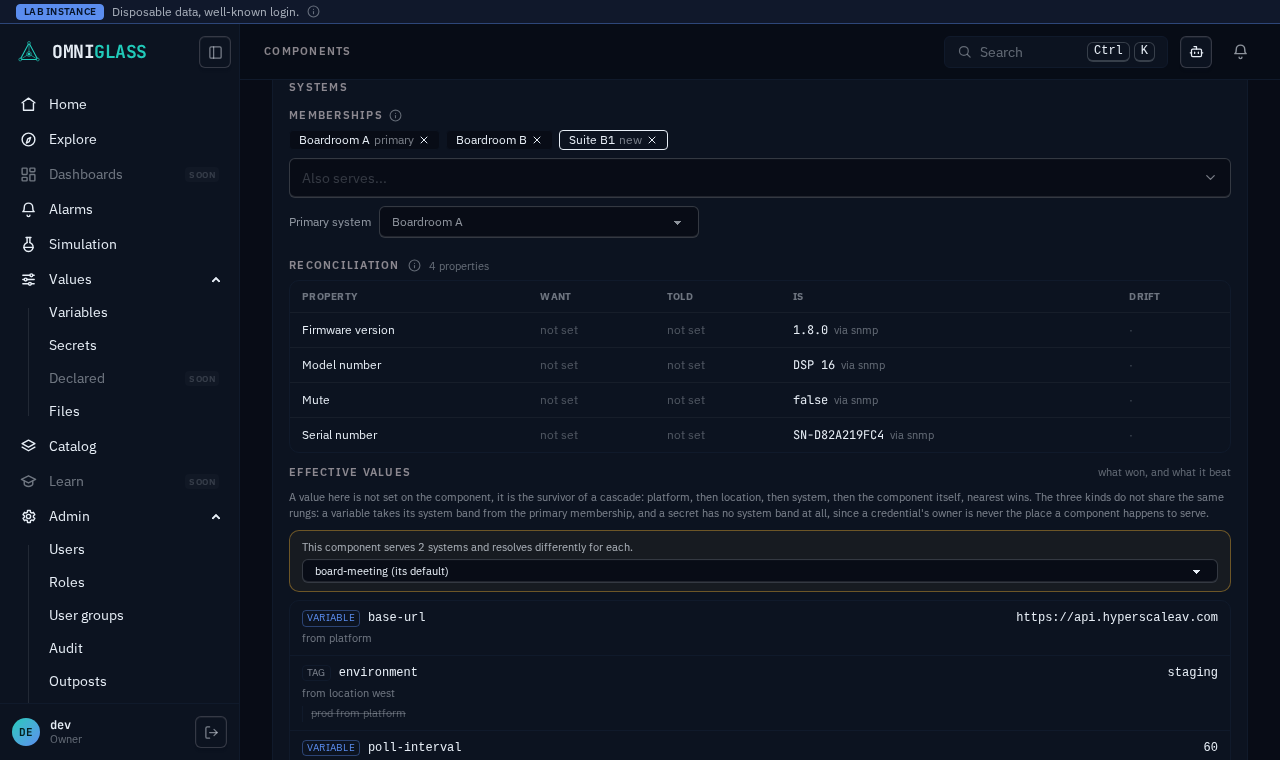 LAB INSTANCE Disposable data, well-known login.
OMNIGLASS
COMPONENTS
Search Ctrl K
Home
Explore
Dashboards SOON
Alarms
Simulation
Values
Variables
Secrets
Declared SOON
Files
Catalog
Learn SOON
Admin
Users
Roles
User groups
Audit
Outposts
DE dev
Owner
SYSTEMS
MEMBERSHIPS
Boardroom A primary Boardroom B Suite B1 new
Also serves...
Primary system Boardroom A
RECONCILIATION 4 properties
PROPERTY WANT TOLD IS DRIFT
Firmware version not set not set 1.8.0 via snmp ·
Model number not set not set DSP 16 via snmp ·
Mute not set not set false via snmp ·
Serial number not set not set SN-D82A219FC4 via snmp ·
EFFECTIVE VALUES what won, and what it beat
A value here is not set on the component, it is the survivor of a cascade: platform, then location, then system, then the component itself, nearest wins. The three kinds do not share the same
rungs: a variable takes its system band from the primary membership, and a secret has no system band at all, since a credential's owner is never the place a component happens to serve.
This component serves 2 systems and resolves differently for each.
board-meeting (its default)
VARIABLE base-url https://api.hyperscaleav.com
from platform
TAG environment staging
from location west
prod from platform
VARIABLE poll-interval 60